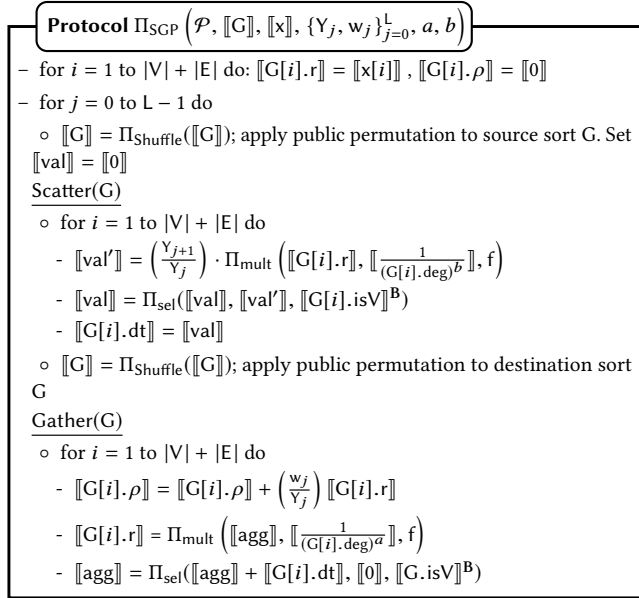 Protocol Π_SGP (𝒫, ⟦G⟧, ⟦x⟧, {Y_j, w_j}_{j=0}^L, a, b)
– for i = 1 to |V| + |E| do: ⟦G[i].r⟧ = ⟦x[i]⟧ , ⟦G[i].ρ⟧ = ⟦0⟧
– for j = 0 to L − 1 do
∘ ⟦G⟧ = Π_Shuffle(⟦G⟧); apply public permutation to source sort G. Set
⟦val⟧ = ⟦0⟧
Scatter(G)
∘ for i = 1 to |V| + |E| do
- ⟦val′⟧ = (Y_{j+1}/Y_j) · Π_mult (⟦G[i].r⟧, ⟦1/(G[i].deg)^b⟧, f)
- ⟦val⟧ = Π_sel(⟦val⟧, ⟦val′⟧, ⟦G[i].isV⟧^B)
- ⟦G[i].dt⟧ = ⟦val⟧
∘ ⟦G⟧ = Π_Shuffle(⟦G⟧); apply public permutation to destination sort
G
Gather(G)
∘ for i = 1 to |V| + |E| do
- ⟦G[i].ρ⟧ = ⟦G[i].ρ⟧ + (w_j/Y_j) ⟦G[i].r⟧
- ⟦G[i].r⟧ = Π_mult (⟦agg⟧, ⟦1/(G[i].deg)^a⟧, f)
- ⟦agg⟧ = Π_sel(⟦agg⟧ + ⟦G[i].dt⟧, ⟦0⟧, ⟦G.isV⟧^B)